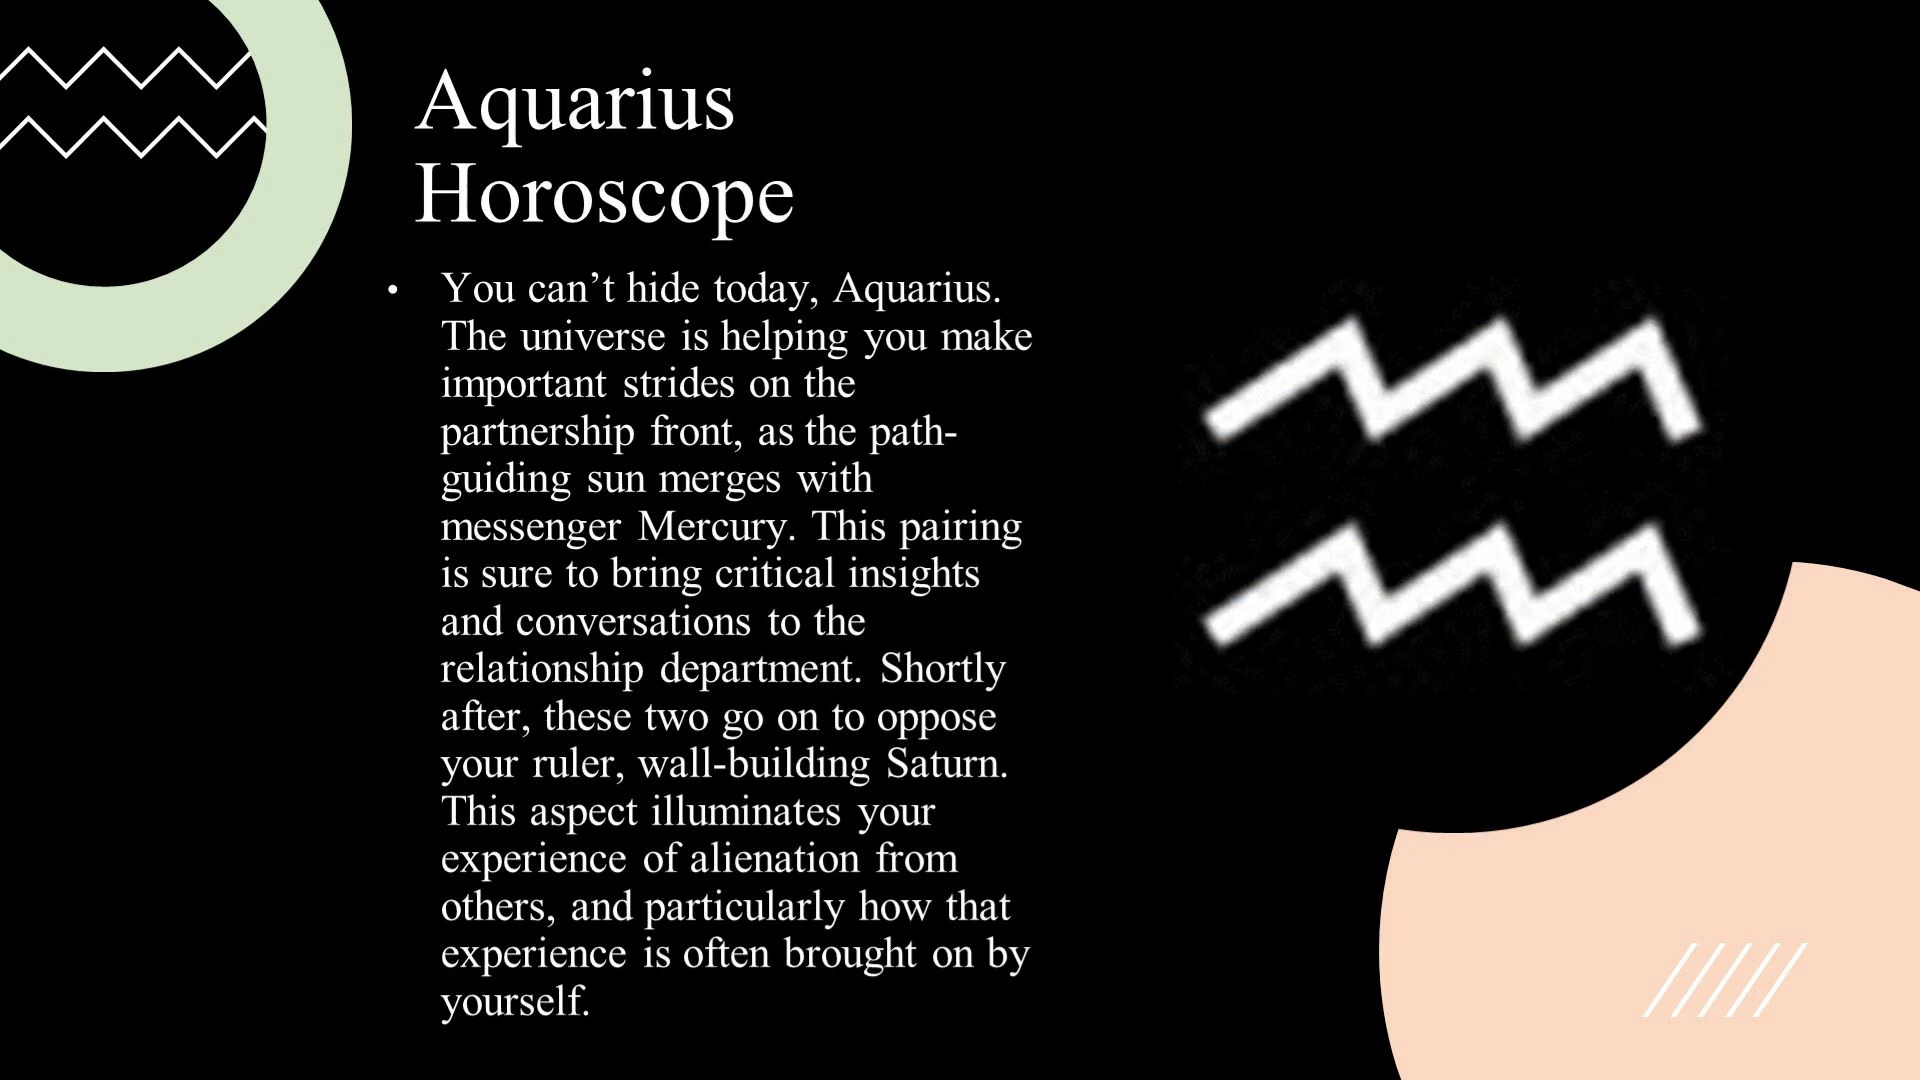 Aquarius
Horoscope
• You can’t hide today, Aquarius.
The universe is helping you make
important strides on the
partnership front, as the path-
guiding sun merges with
messenger Mercury. This pairing
is sure to bring critical insights
and conversations to the
relationship department. Shortly
after, these two go on to oppose
your ruler, wall-building Saturn.
This aspect illuminates your
experience of alienation from
others, and particularly how that
experience is often brought on by
yourself.